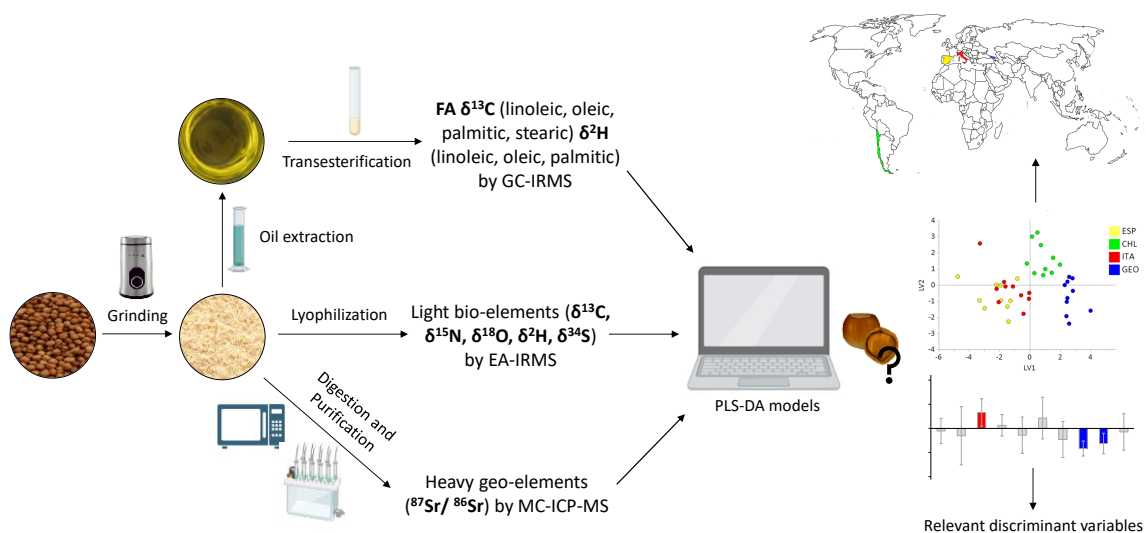 FA δ¹³C (linoleic, oleic,
palmitic, stearic) δ²H
(linoleic, oleic, palmitic)
by GC-IRMS
Transesterification
Oil extraction
Grinding
Lyophilization
Light bio-elements (δ¹³C,
δ¹⁵N, δ¹⁸O, δ²H, δ³⁴S)
by EA-IRMS
Digestion and
Purification
Heavy geo-elements
(⁸⁷Sr/ ⁸⁶Sr) by MC-ICP-MS
PLS-DA models
?
4
3
2
1
0
-1
-2
-3
-4
LV2
-6
-4
-2
0
2
4
6
LV1
ESP
CHL
ITA
GEO
Relevant discriminant variables